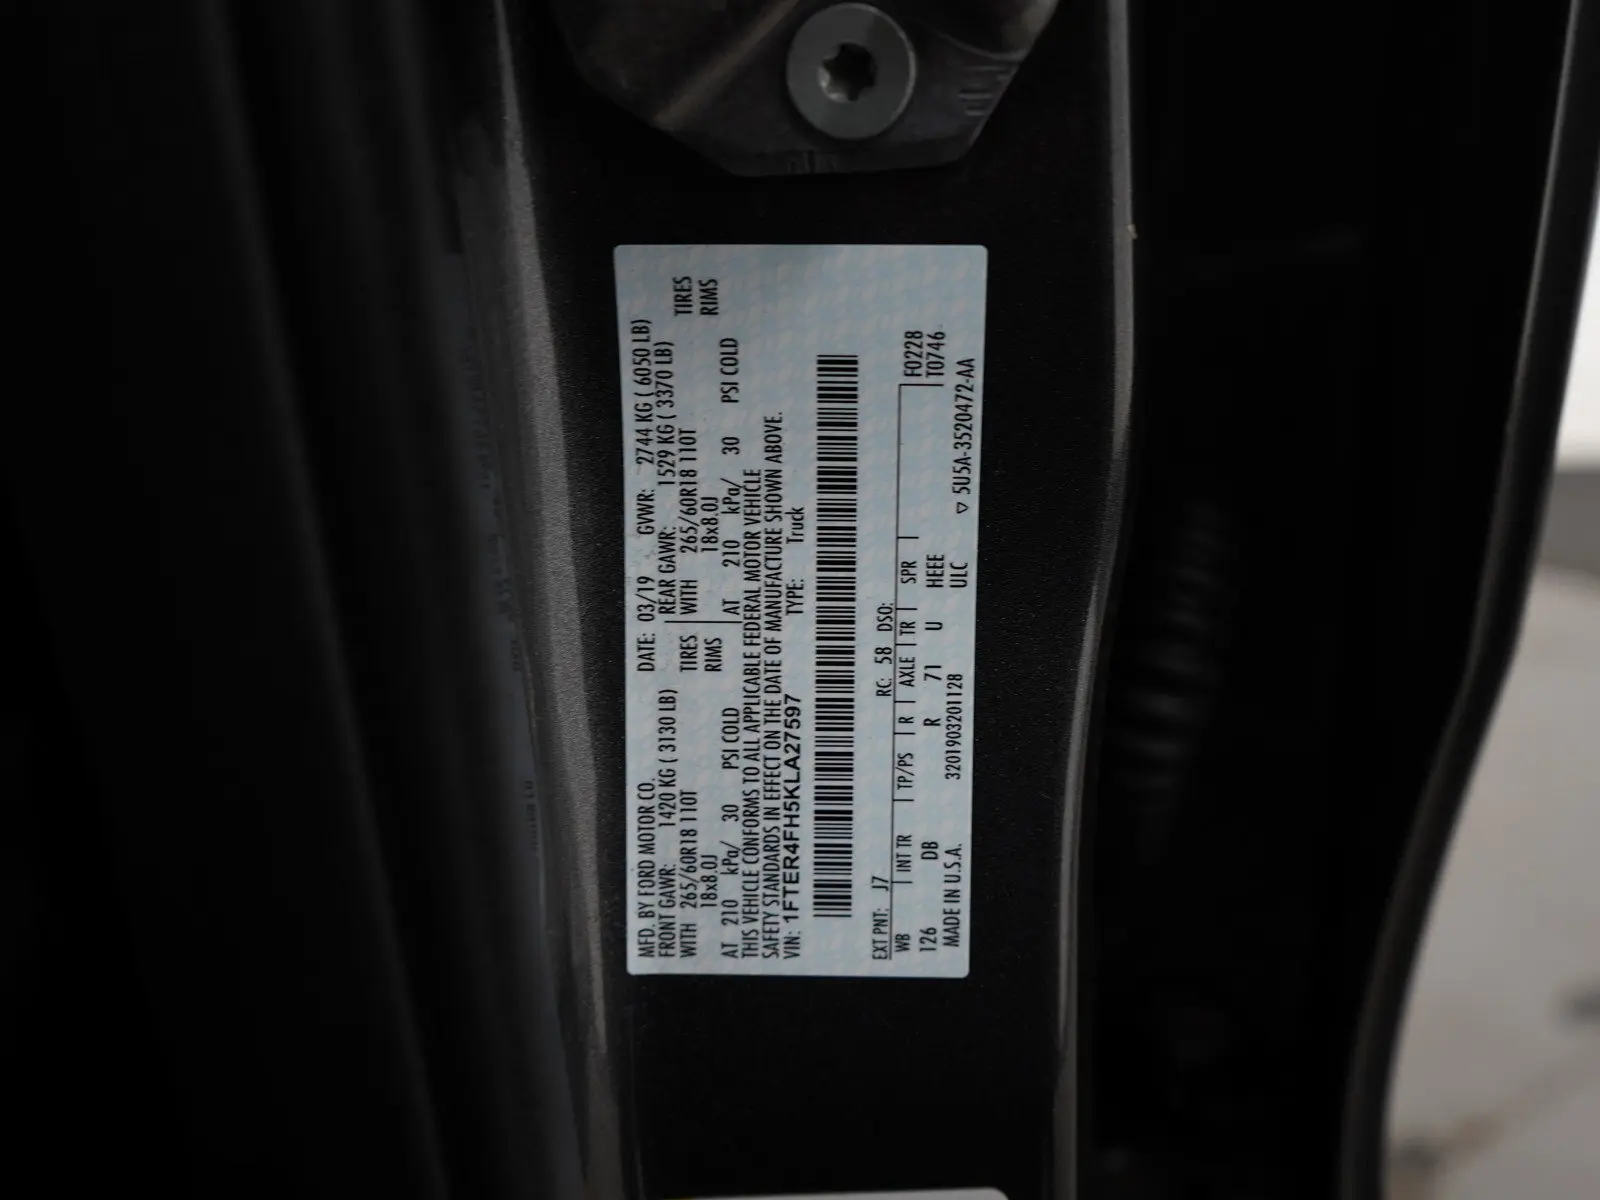 MFD. BY FORD MOTOR CO. DATE: 03/19 GVWR: 2744 KG ( 6050 LB)
FRONT GAWR: 1420 KG ( 3130 LB) REAR GAWR: 1529 KG ( 3370 LB)
WITH 265/60R18 110T TIRES WITH 265/60R18 110T TIRES
18x8.0J RIMS 18x8.0J RIMS
AT 210 kPa/ 30 PSI COLD AT 210 kPa/ 30 PSI COLD
THIS VEHICLE CONFORMS TO ALL APPLICABLE FEDERAL MOTOR VEHICLE
SAFETY STANDARDS IN EFFECT ON THE DATE OF MANUFACTURE SHOWN ABOVE.
VIN: 1FTER4FH5KLA27597 TYPE: Truck
EXT PNT: J7 RC: 58 DSO:
WB INT TR TP/PS R AXLE TR SPR F0228
126 DB R 71 U HEEE T0746
MADE IN U.S.A. 3201903201128 ULC ▽ 5U5A-3520472-AA